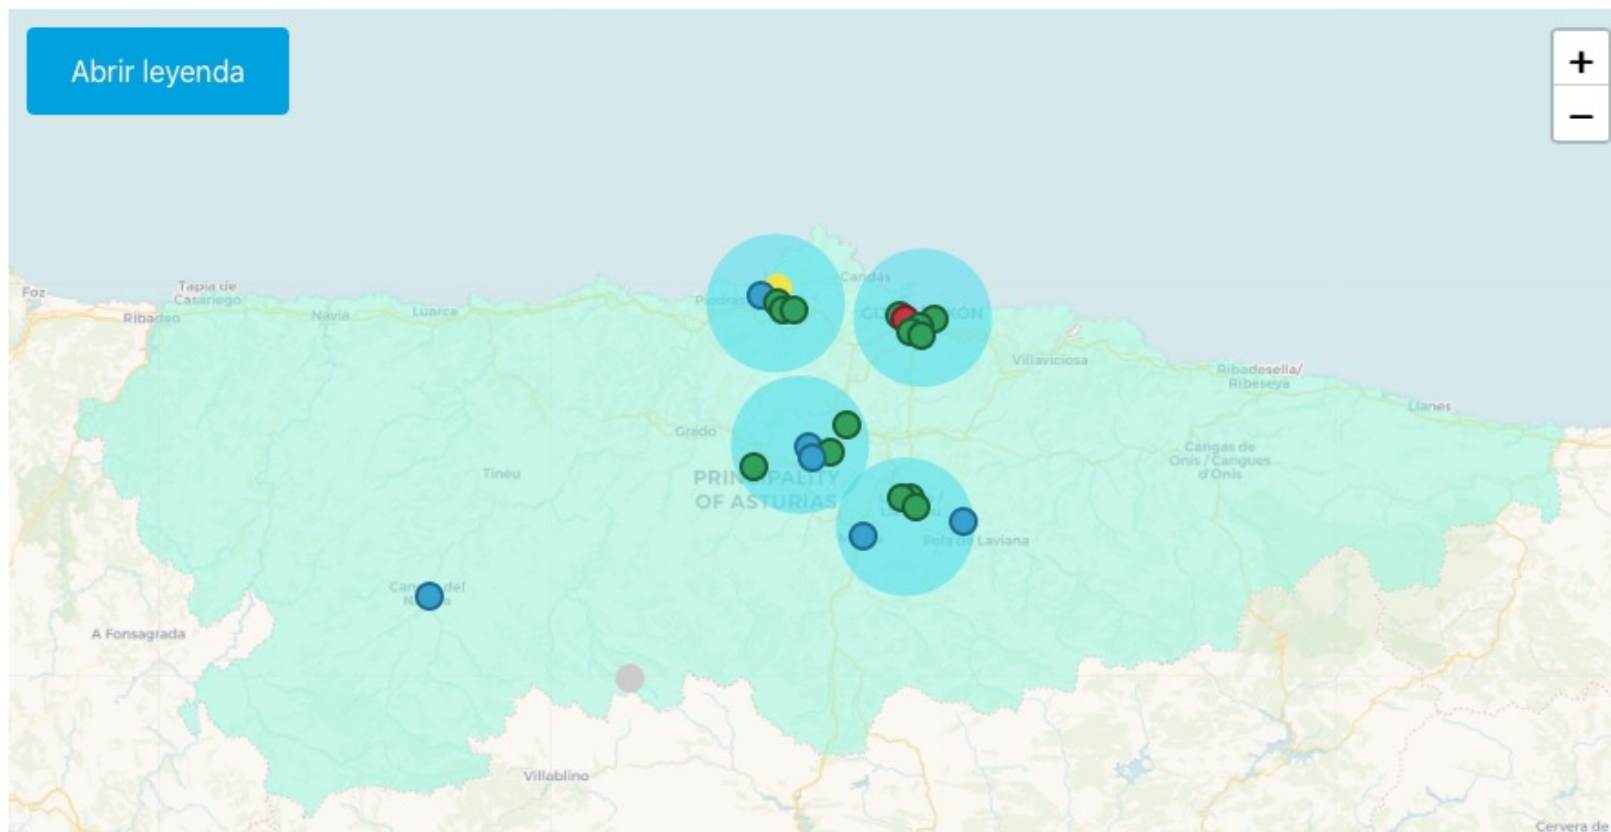 Abrir leyenda
+
−
Foz
Tapia de
Casariego
Ribadeo
Navia
Luarca
Candás
Villaviciosa
Ribadesella/
Ribeseya
Llanes
Grado
Tinéu
PRINCIPALITY
OF ASTURIAS
Cangas de
Onís / Cangues
d'Onís
Pola de Laviana
A Fonsagrada
Villablino
Cervera de